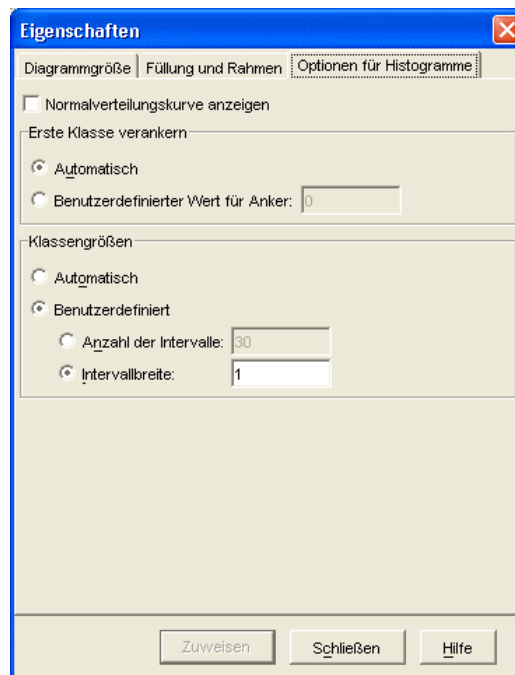 Eigenschaften
Diagrammgröße Füllung und Rahmen Optionen für Histogramme
Normalverteilungskurve anzeigen
Erste Klasse verankern
Automatisch
Benutzerdefinierter Wert für Anker: 0
Klassengrößen
Automatisch
Benutzerdefiniert
Anzahl der Intervalle: 30
Intervallbreite: 1
Zuweisen Schließen Hilfe